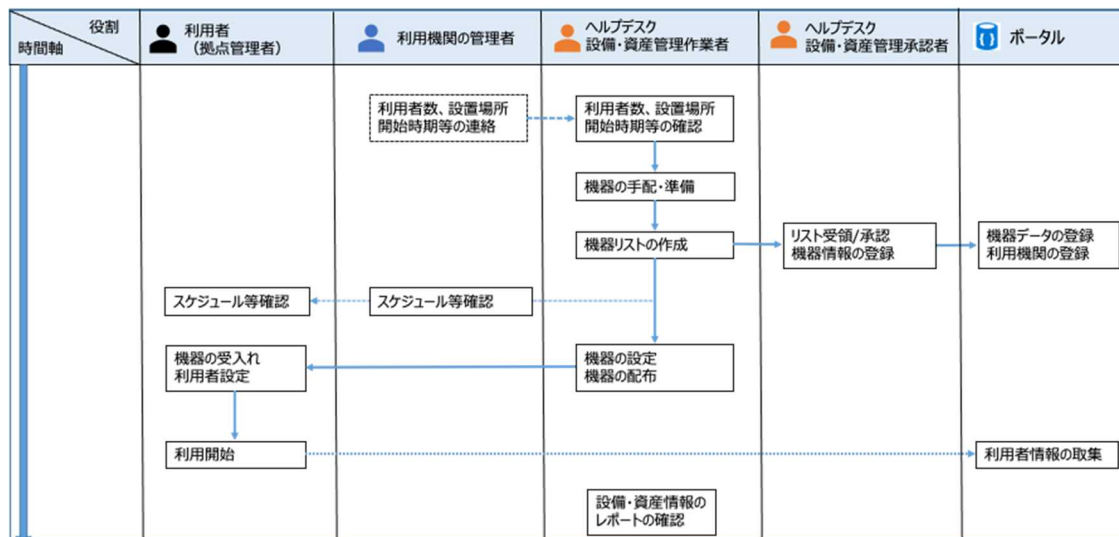 役割
時間軸
利用者
(拠点管理者)
利用機関の管理者
ヘルプデスク
設備・資産管理作業者
ヘルプデスク
設備・資産管理承認者
ポータル
利用者数、設置場所
開始時期等の連絡
利用者数、設置場所
開始時期等の確認
機器の手配・準備
機器リストの作成
リスト受領/承認
機器情報の登録
機器データの登録
利用機関の登録
スケジュール等確認
スケジュール等確認
機器の受入れ
利用者設定
機器の設定
機器の配布
利用開始
利用者情報の取集
設備・資産情報の
レポートの確認